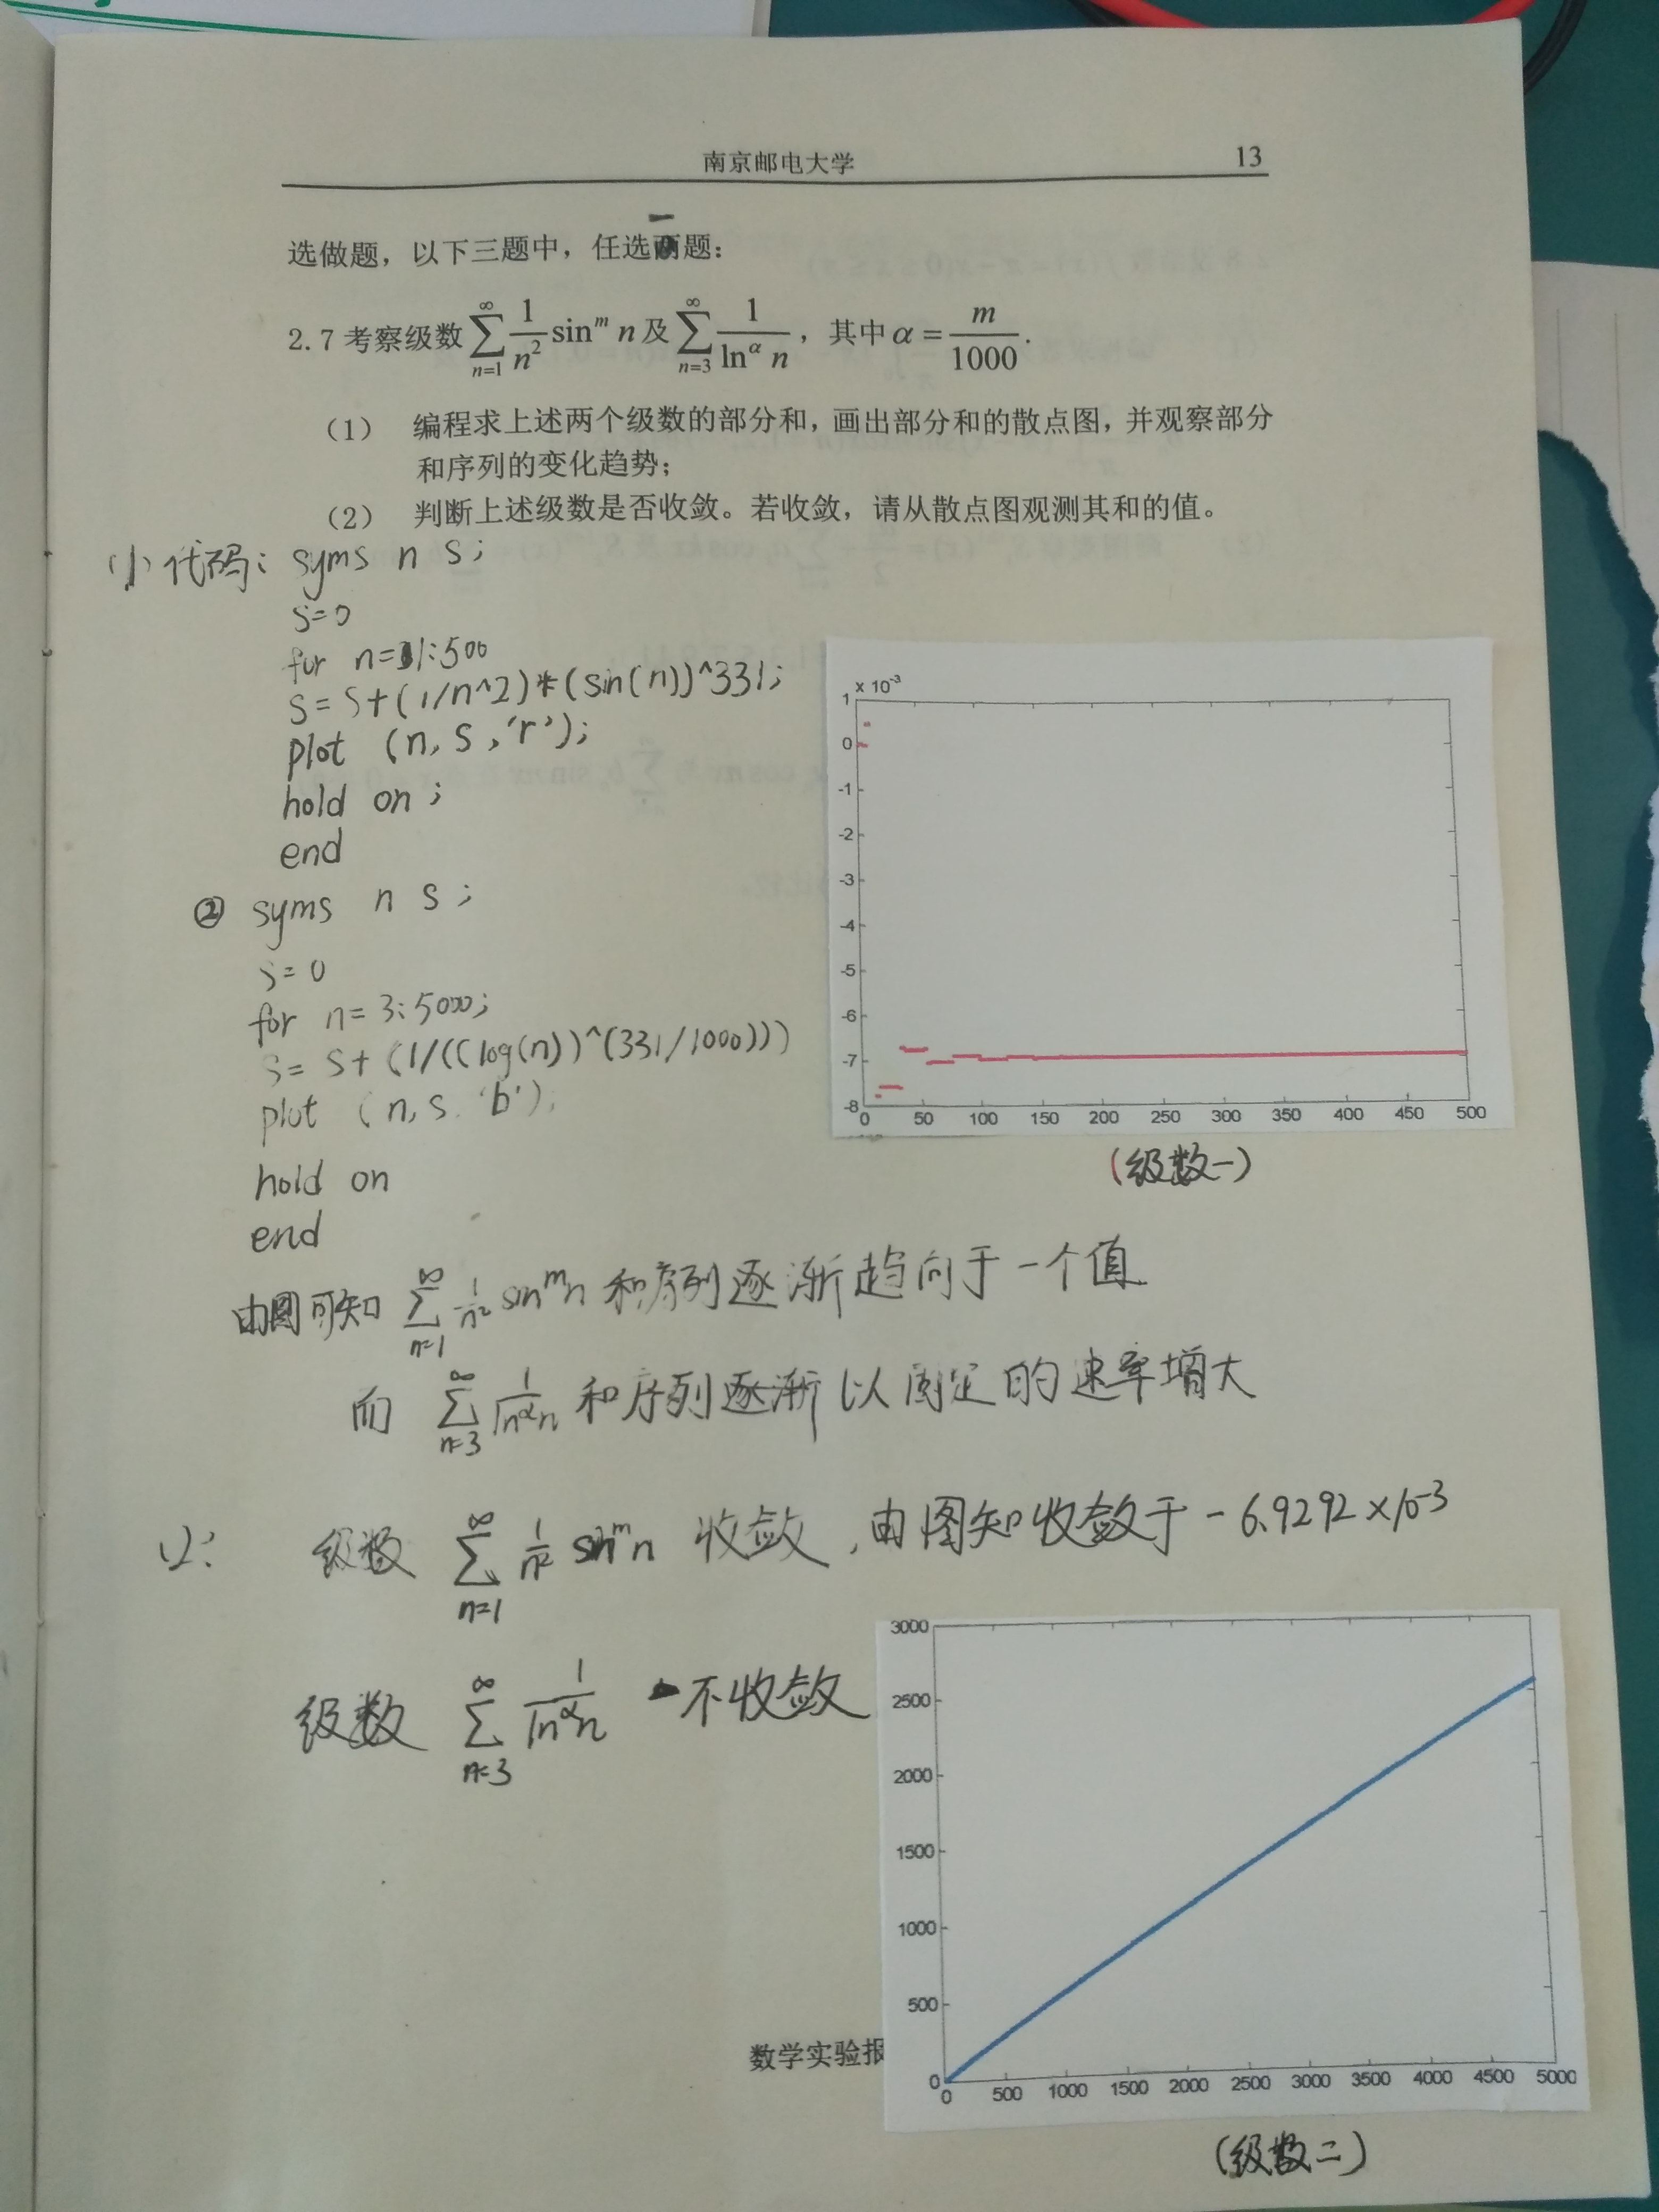 南京邮电大学 13
选做题，以下三题中，任选一题：
2.7 考察级数 $\sum_{n=1}^{\infty}\frac{1}{n^2}\sin^m n$ 及 $\sum_{n=3}^{\infty}\frac{1}{\ln^\alpha n}$，其中 $\alpha=\frac{m}{1000}$.
（1） 编程求上述两个级数的部分和，画出部分和的散点图，并观察部分
和序列的变化趋势；
（2） 判断上述级数是否收敛。若收敛，请从散点图观测其和的值。
(1) 代码： syms n s ;
s=0
for n=1:500
s=s+(1/n^2)*(sin(n))^331;
plot (n,s,'r');
hold on ;
end
② syms n s ;
s=0
for n=3:5000;
s=s+(1/((log(n))^(331/1000)))
plot (n,s,'b');
hold on
end
x 10⁻³
1
0
-1
-2
-3
-4
-5
-6
-7
-8
0 50 100 150 200 250 300 350 400 450 500
(级数一)
由图可知 $\sum_{n=1}^{\infty}\frac{1}{n^2}\sin^m n$ 和序列逐渐趋向于一个值
而 $\sum_{n=3}^{\infty}\frac{1}{\ln^\alpha n}$ 和序列逐渐以固定的速率增大
(2): 级数 $\sum_{n=1}^{\infty}\frac{1}{n^2}\sin^m n$ 收敛，由图知收敛于 -6.9292×10⁻³
级数 $\sum_{n=3}^{\infty}\frac{1}{\ln^\alpha n}$ 不收敛
3000
2500
2000
1500
1000
500
0
0 500 1000 1500 2000 2500 3000 3500 4000 4500 5000
(级数二)
数学实验报